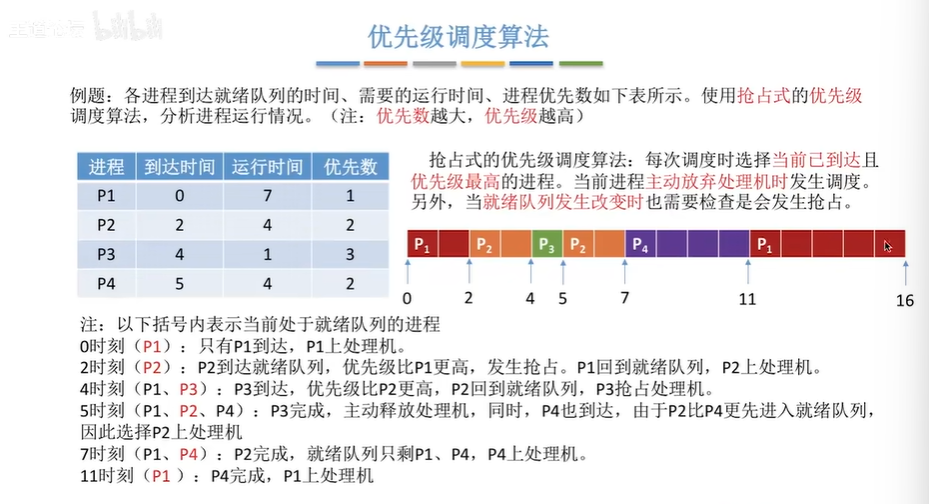 bilibili
优先级调度算法
例题：各进程到达就绪队列的时间、需要的运行时间、进程优先数如下表所示。使用抢占式的优先级
调度算法，分析进程运行情况。（注：优先数越大，优先级越高）
进程 到达时间 运行时间 优先数
P1 0 7 1
P2 2 4 2
P3 4 1 3
P4 5 4 2
抢占式的优先级调度算法：每次调度时选择当前已到达且
优先级最高的进程。当前进程主动放弃处理机时发生调度。
另外，当就绪队列发生改变时也需要检查是会发生抢占。
P1 P2 P3 P2 P4 P1
0 2 4 5 7 11 16
注：以下括号内表示当前处于就绪队列的进程
0时刻（P1）：只有P1到达，P1上处理机。
2时刻（P2）：P2到达就绪队列，优先级比P1更高，发生抢占。P1回到就绪队列，P2上处理机。
4时刻（P1、P3）：P3到达，优先级比P2更高，P2回到就绪队列，P3抢占处理机。
5时刻（P1、P2、P4）：P3完成，主动释放处理机，同时，P4也到达，由于P2比P4更先进入就绪队列，
因此选择P2上处理机
7时刻（P1、P4）：P2完成，就绪队列只剩P1、P4，P4上处理机。
11时刻（P1 ）：P4完成，P1上处理机